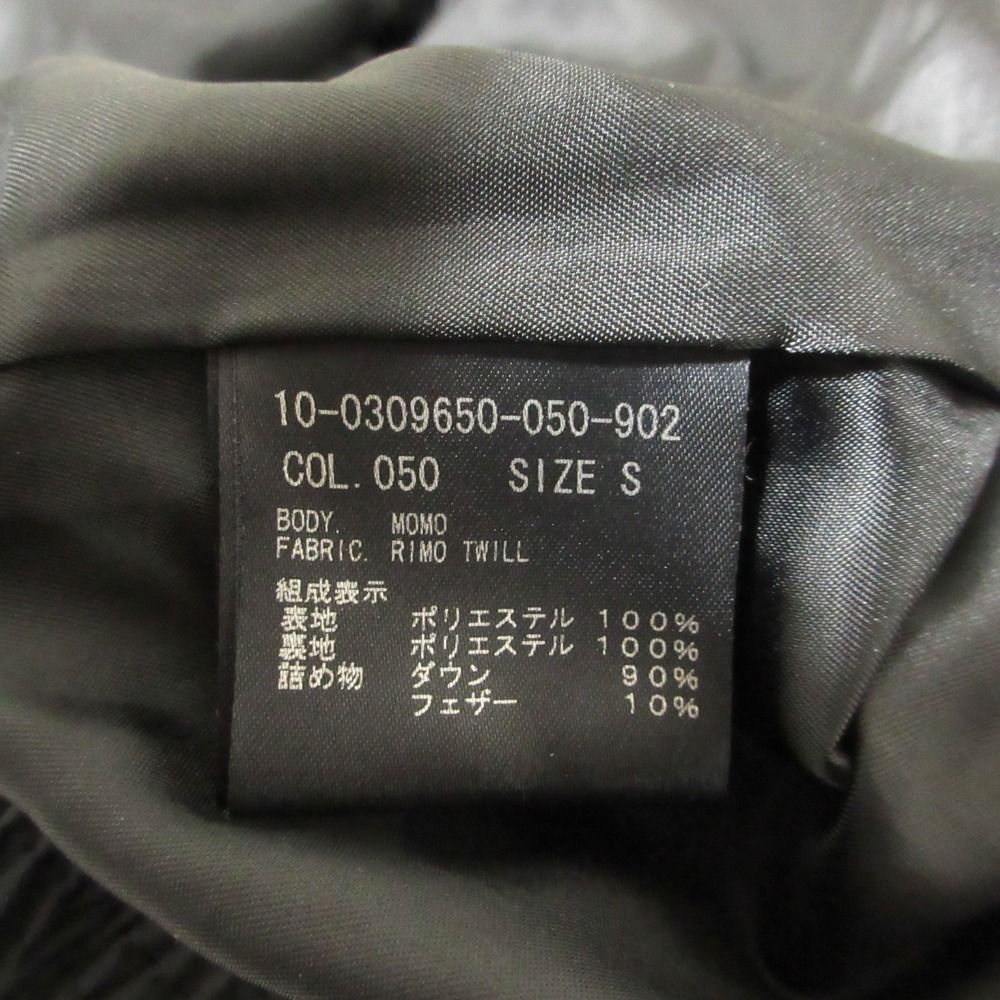 10-0309650-050-902
COL. 050 SIZE S
BODY. MOMO
FABRIC. RIMO TWILL
組成表示
表地 ポリエステル 100%
裏地 ポリエステル 100%
詰め物 ダウン 90%
フェザー 10%